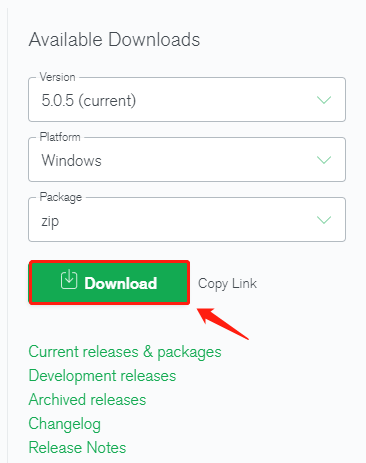 Available Downloads
Version
5.0.5 (current)
Platform
Windows
Package
zip
Download
Copy Link
Current releases & packages
Development releases
Archived releases
Changelog
Release Notes